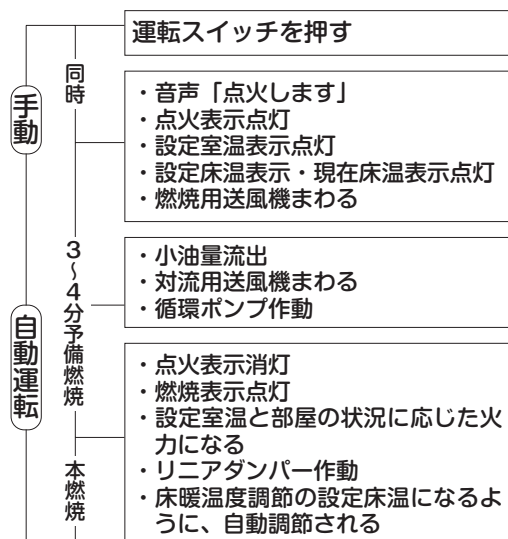 運転スイッチを押す
手動
同時
・音声「点火します」
・点火表示点灯
・設定室温表示点灯
・設定床温表示・現在床温表示点灯
・燃焼用送風機まわる
自動運転
3〜4分予備燃焼
・小油量流出
・対流用送風機まわる
・循環ポンプ作動
本燃焼
・点火表示消灯
・燃焼表示点灯
・設定室温と部屋の状況に応じた火
力になる
・リニアダンパー作動
・床暖温度調節の設定床温になるよ
うに、自動調節される